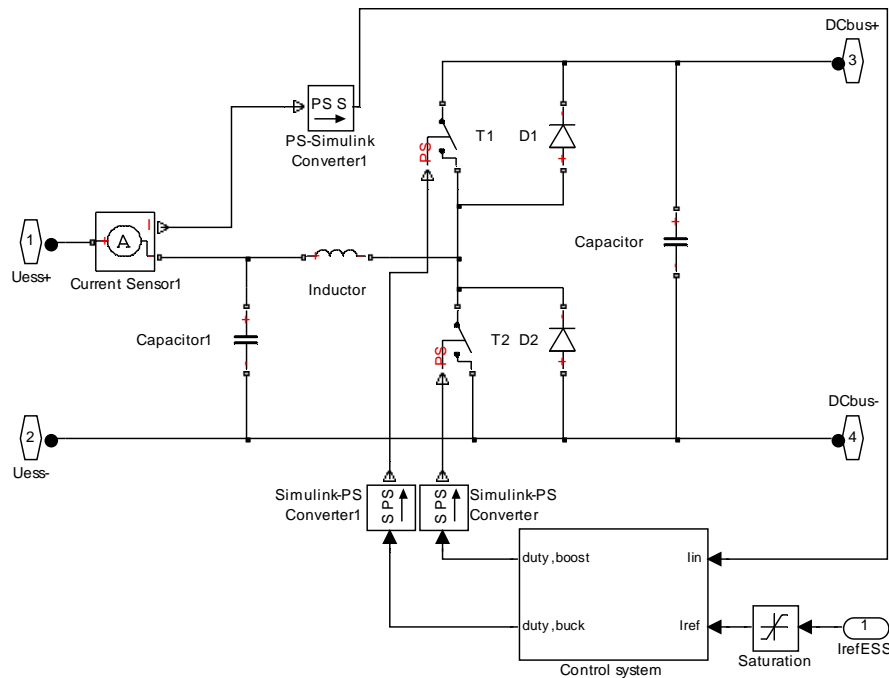 DCbus+
3
PS S
PS-Simulink
Converter1
T1
D1
PS
1
Uess+
+
A
-
I
Current Sensor1
+
Inductor
Capacitor
+
-
Capacitor1
+
-
T2
D2
PS
DCbus-
4
2
Uess-
Simulink-PS
Converter1
S PS
S PS
Simulink-PS
Converter
duty,boost
Iin
duty,buck
Iref
Control system
Saturation
1
IrefESS